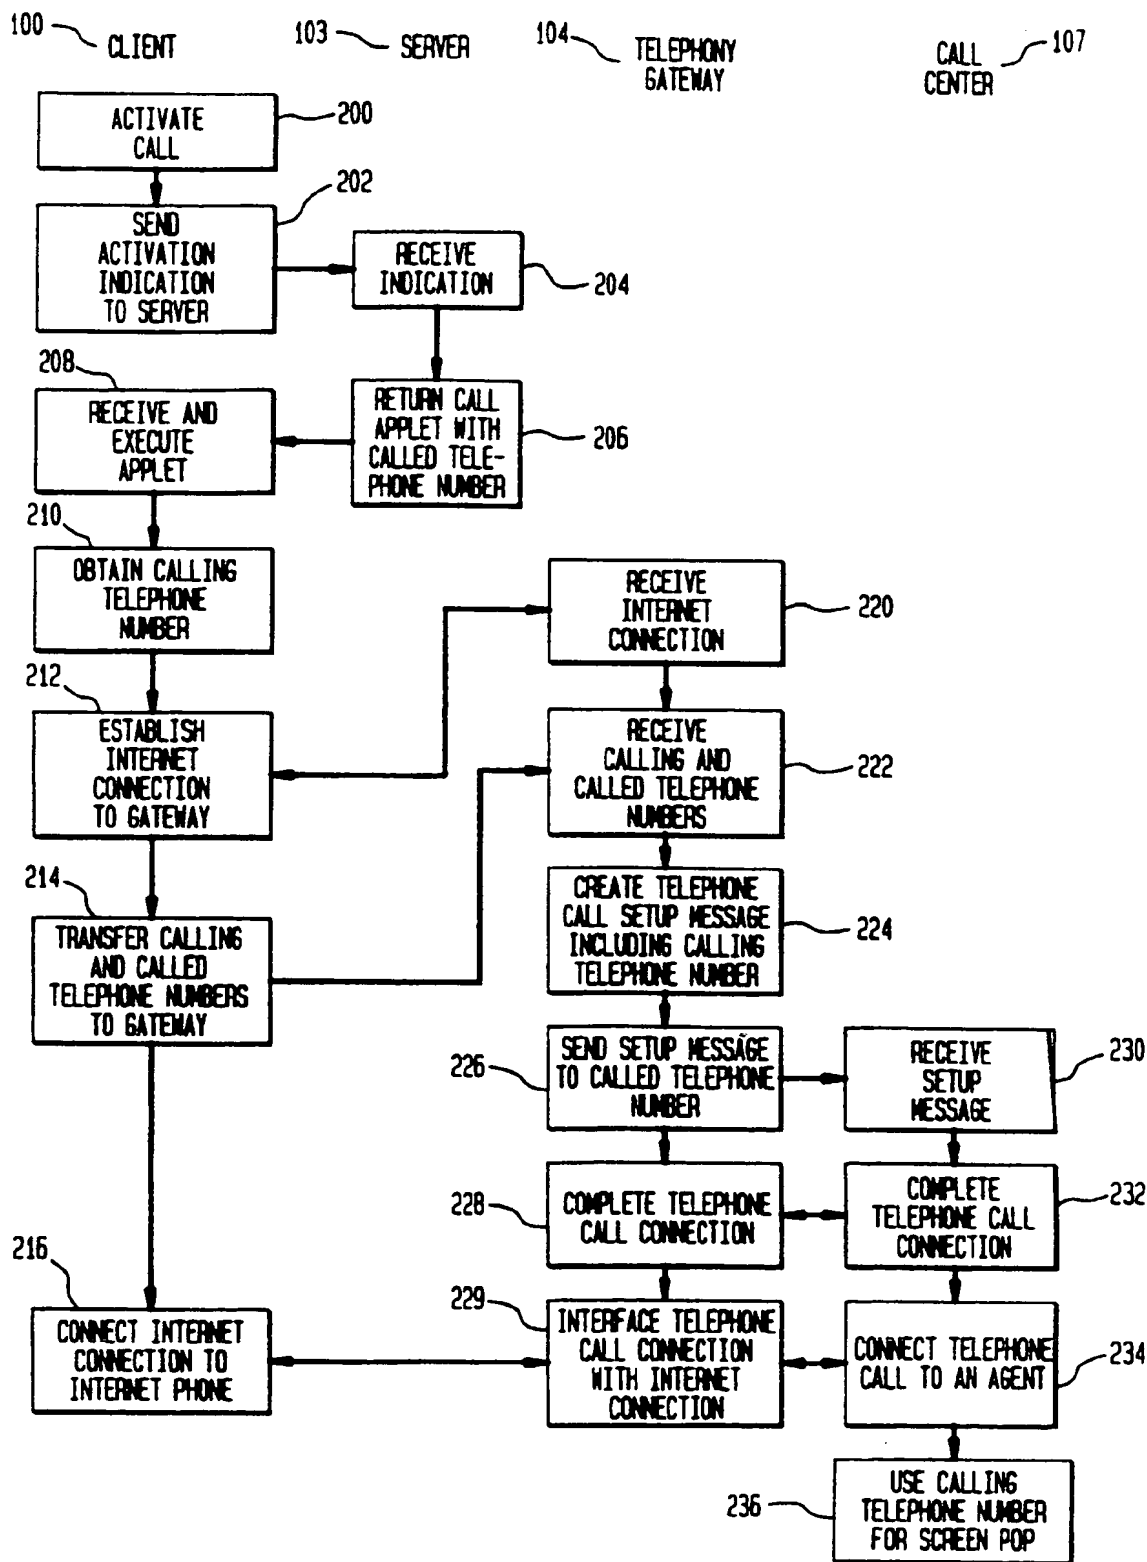 100
CLIENT
103
SERVER
104
TELEPHONY
GATEWAY
CALL
CENTER
107
ACTIVATE
CALL
200
SEND
ACTIVATION
INDICATION
TO SERVER
202
RECEIVE
INDICATION
204
208
RECEIVE AND
EXECUTE
APPLET
RETURN CALL
APPLET WITH
CALLED TELE-
PHONE NUMBER
206
210
OBTAIN CALLING
TELEPHONE
NUMBER
RECEIVE
INTERNET
CONNECTION
220
212
ESTABLISH
INTERNET
CONNECTION
TO GATEWAY
RECEIVE
CALLING AND
CALLED TELEPHONE
NUMBERS
222
214
TRANSFER CALLING
AND CALLED
TELEPHONE NUMBERS
TO GATEWAY
CREATE TELEPHONE
CALL SETUP MESSAGE
INCLUDING CALLING
TELEPHONE NUMBER
224
226
SEND SETUP MESSAGE
TO CALLED TELEPHONE
NUMBER
RECEIVE
SETUP
MESSAGE
230
228
COMPLETE TELEPHONE
CALL CONNECTION
COMPLETE
TELEPHONE CALL
CONNECTION
232
216
CONNECT INTERNET
CONNECTION TO
INTERNET PHONE
229
INTERFACE TELEPHONE
CALL CONNECTION
WITH INTERNET
CONNECTION
CONNECT TELEPHONE
CALL TO AN AGENT
234
236
USE CALLING
TELEPHONE NUMBER
FOR SCREEN POP